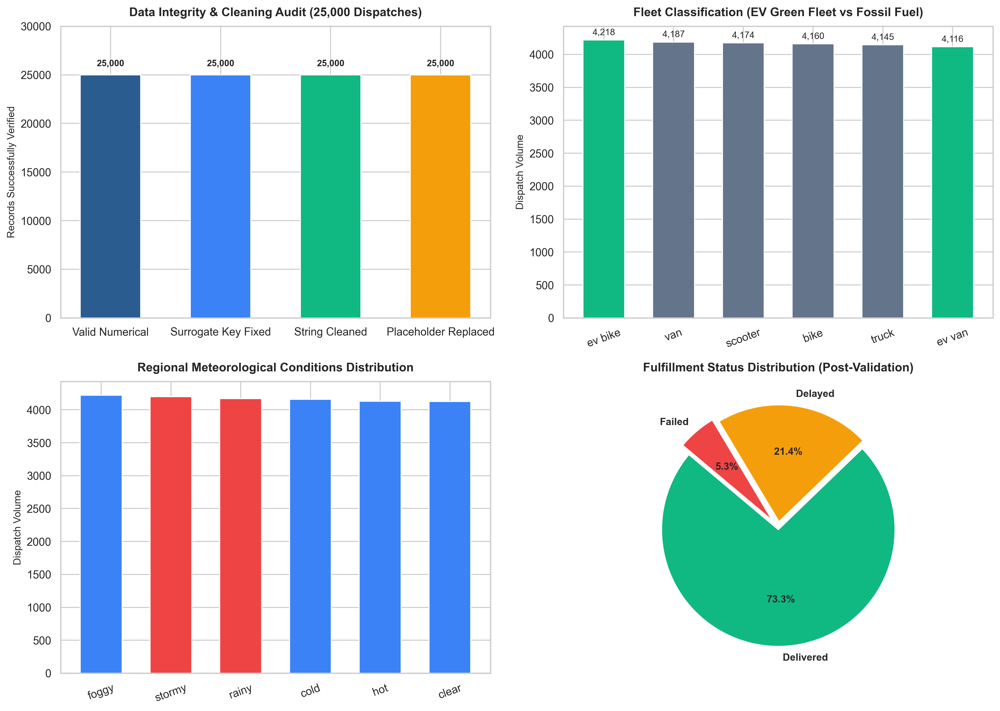 Data Integrity & Cleaning Audit (25,000 Dispatches)
30000
25000
20000
15000
10000
5000
0
Records Successfully Verified
25,000
25,000
25,000
25,000
Valid Numerical
Surrogate Key Fixed
String Cleaned
Placeholder Replaced
Fleet Classification (EV Green Fleet vs Fossil Fuel)
4000
3500
3000
2500
2000
1500
1000
500
0
Dispatch Volume
4,218
4,187
4,174
4,160
4,145
4,116
ev bike
van
scooter
bike
truck
ev van
Regional Meteorological Conditions Distribution
4000
3500
3000
2500
2000
1500
1000
500
0
Dispatch Volume
foggy
stormy
rainy
cold
hot
clear
Fulfillment Status Distribution (Post-Validation)
Delayed
Failed
21.4%
5.3%
73.3%
Delivered